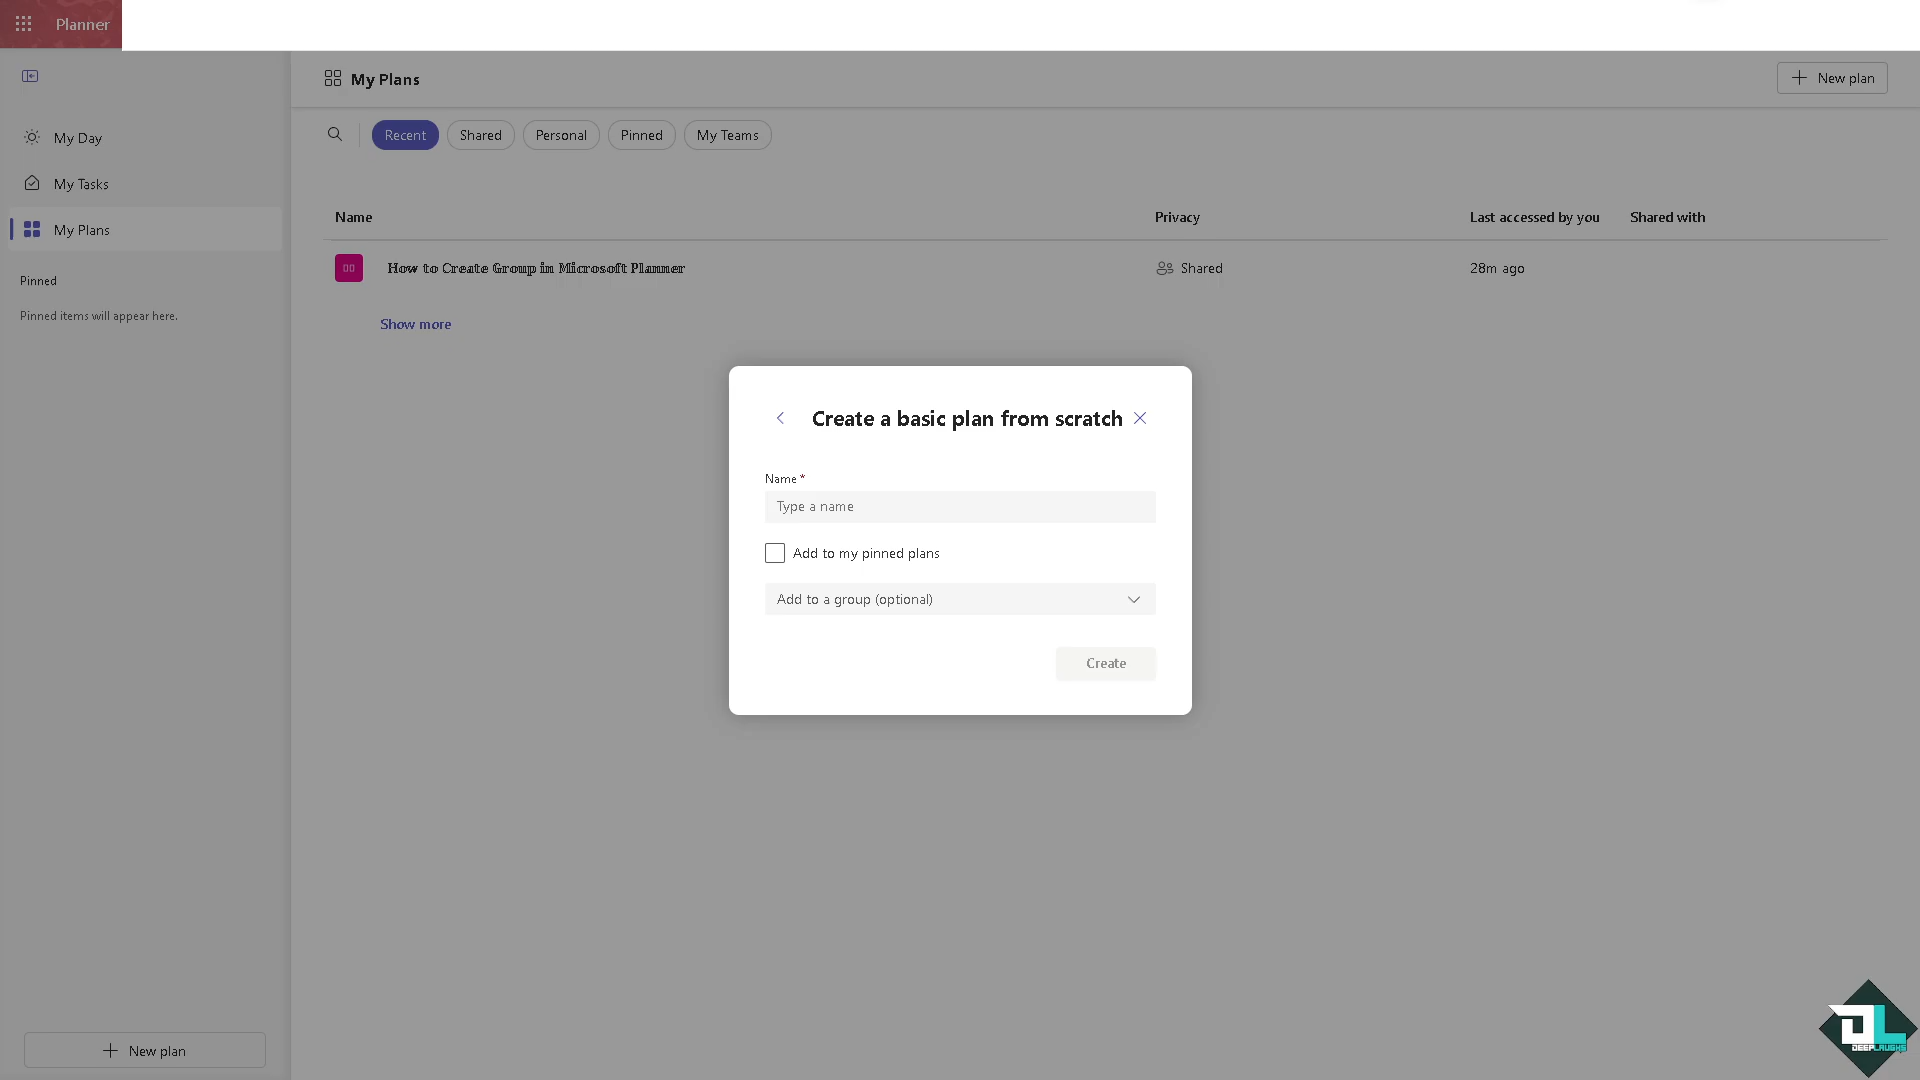 Planner
My Plans
New plan
My Day
My Tasks
My Plans
Pinned
Pinned items will appear here.
Recent
Shared
Personal
Pinned
My Teams
Name
Privacy
Last accessed by you
Shared with
How to Create Group in Microsoft Planner
Shared
28m ago
Show more
Create a basic plan from scratch
Name *
Type a name
Add to my pinned plans
Add to a group (optional)
Create
New plan
DL
DEEPLAUGHS